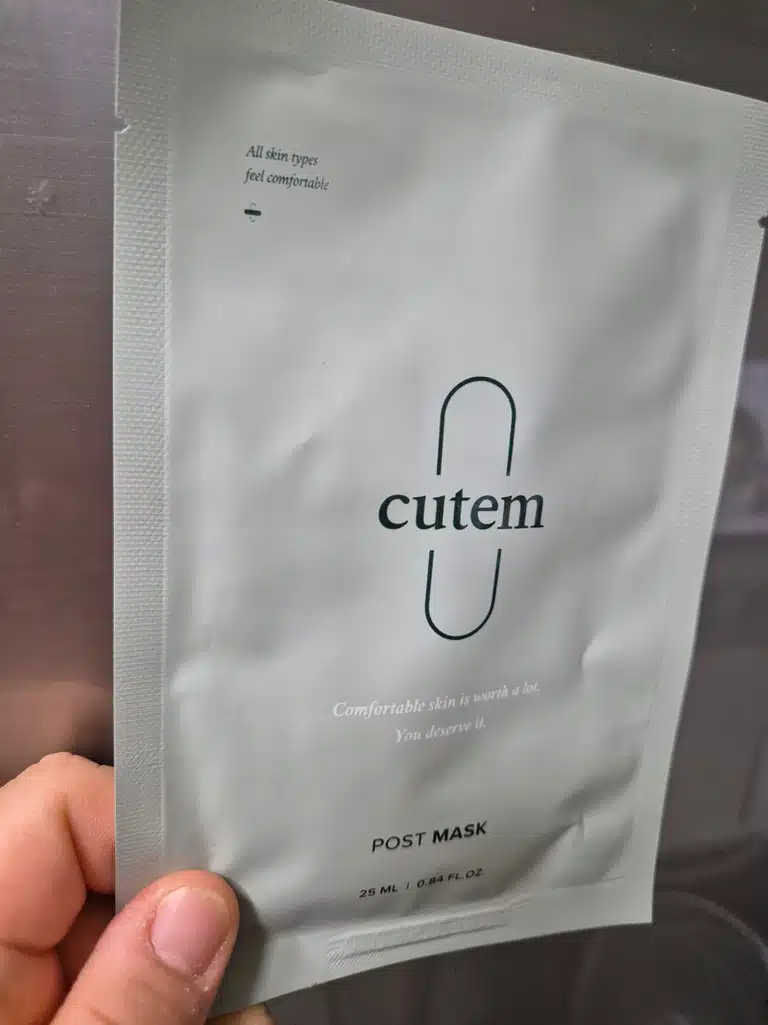 All skin types
feel comfortable
cutem
Comfortable skin is worth a lot.
You deserve it.
POST MASK
25 ML | 0.84 FL.OZ.